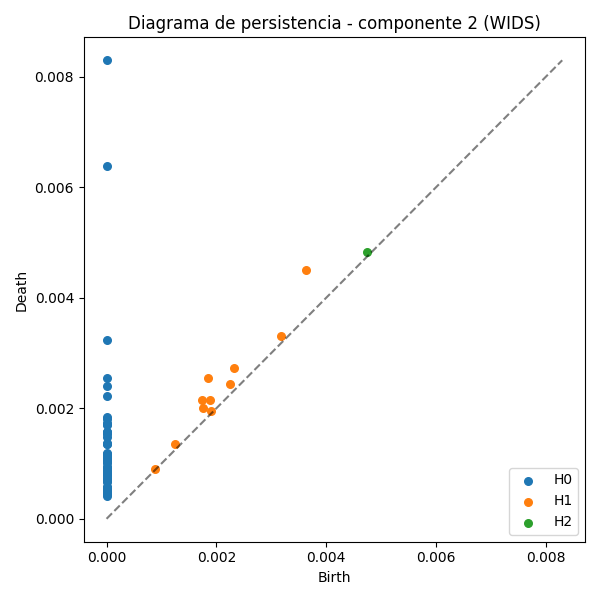 Diagrama de persistencia - componente 2 (WIDS)
Death
0.008
0.006
0.004
0.002
0.000
0.000 0.002 0.004 0.006 0.008
Birth
H0
H1
H2